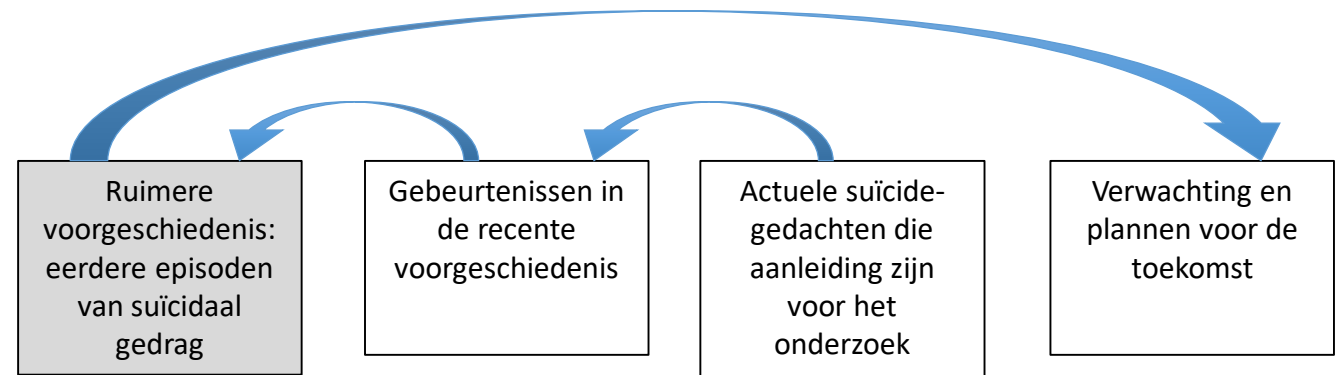 Ruimere
voorgeschiedenis:
eerdere episoden
van suïcidaal
gedrag
Gebeurtenissen in
de recente
voorgeschiedenis
Actuele suïcide-
gedachten die
aanleiding zijn
voor het
onderzoek
Verwachting en
plannen voor de
toekomst